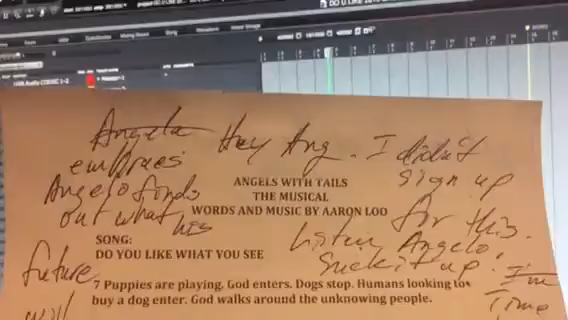 Angela Hey Ang. I didn't
embraces sign up
Angelo finds for this.
out what his Listen, Angelo,
future suck it up. I'm
will Time
ANGELS WITH TAILS
THE MUSICAL
WORDS AND MUSIC BY AARON LOO
SONG:
DO YOU LIKE WHAT YOU SEE
7 Puppies are playing. God enters. Dogs stop. Humans looking to
buy a dog enter. God walks around the unknowing people.